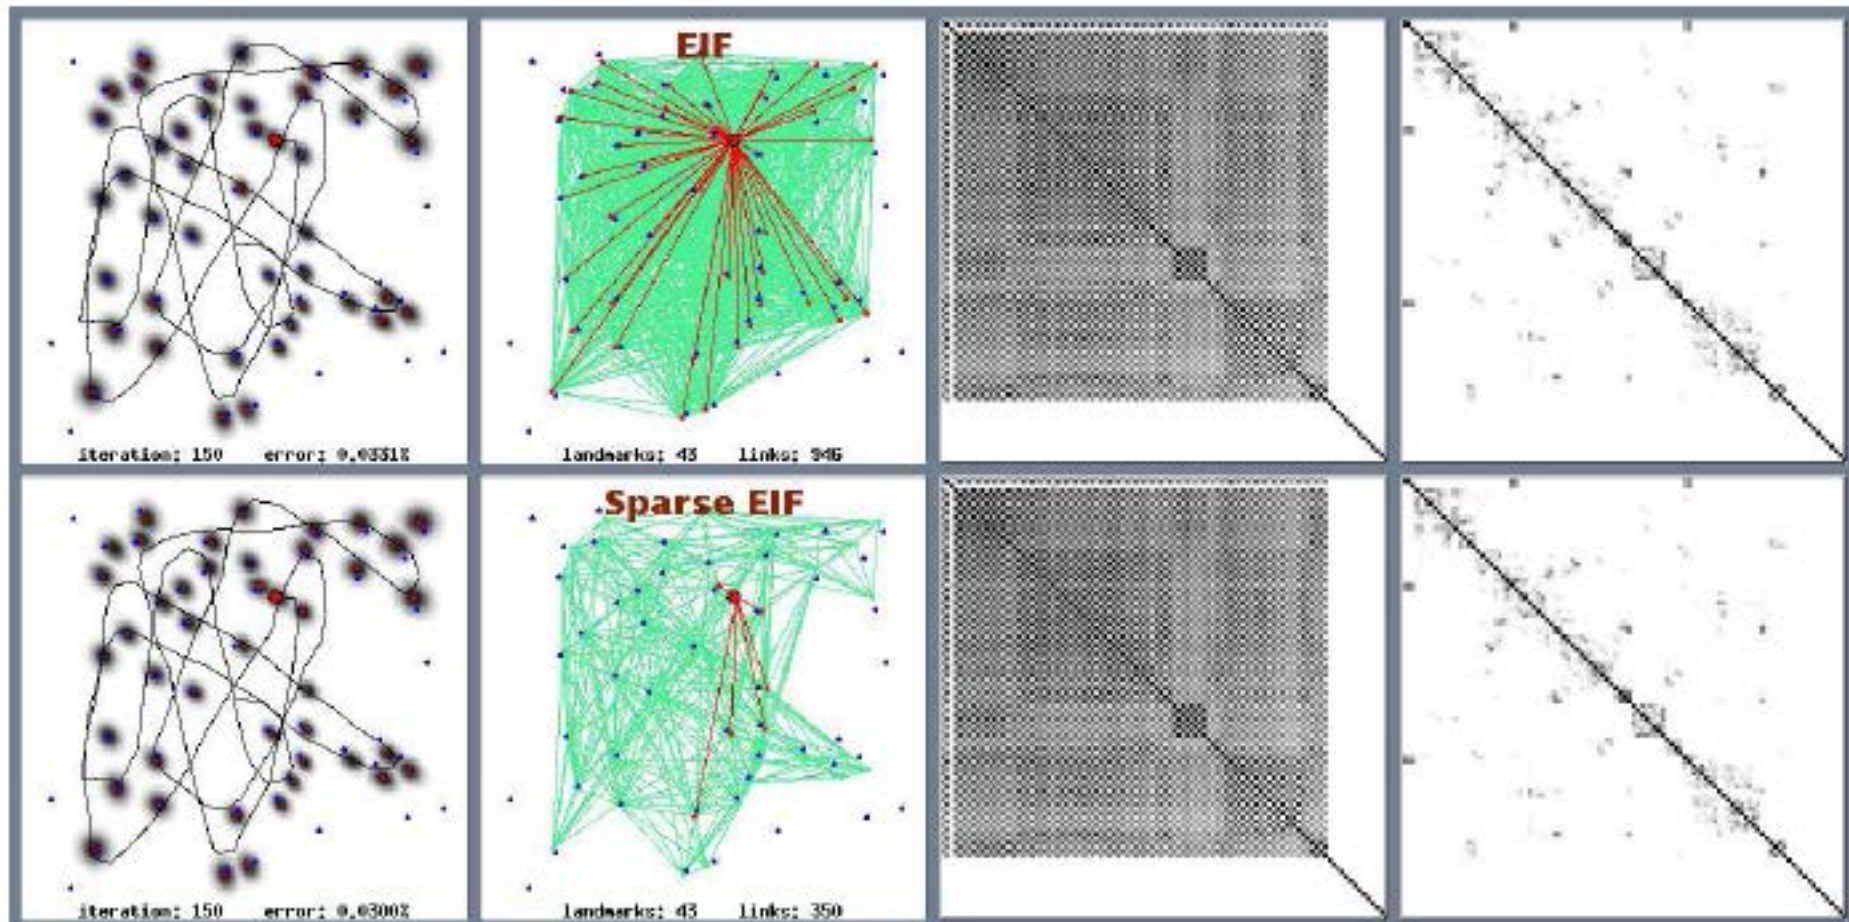 EIF
iteration: 150 error: 0.0331%
landmarks: 43 links: 946
Sparse EIF
iteration: 150 error: 0.0300%
landmarks: 43 links: 350